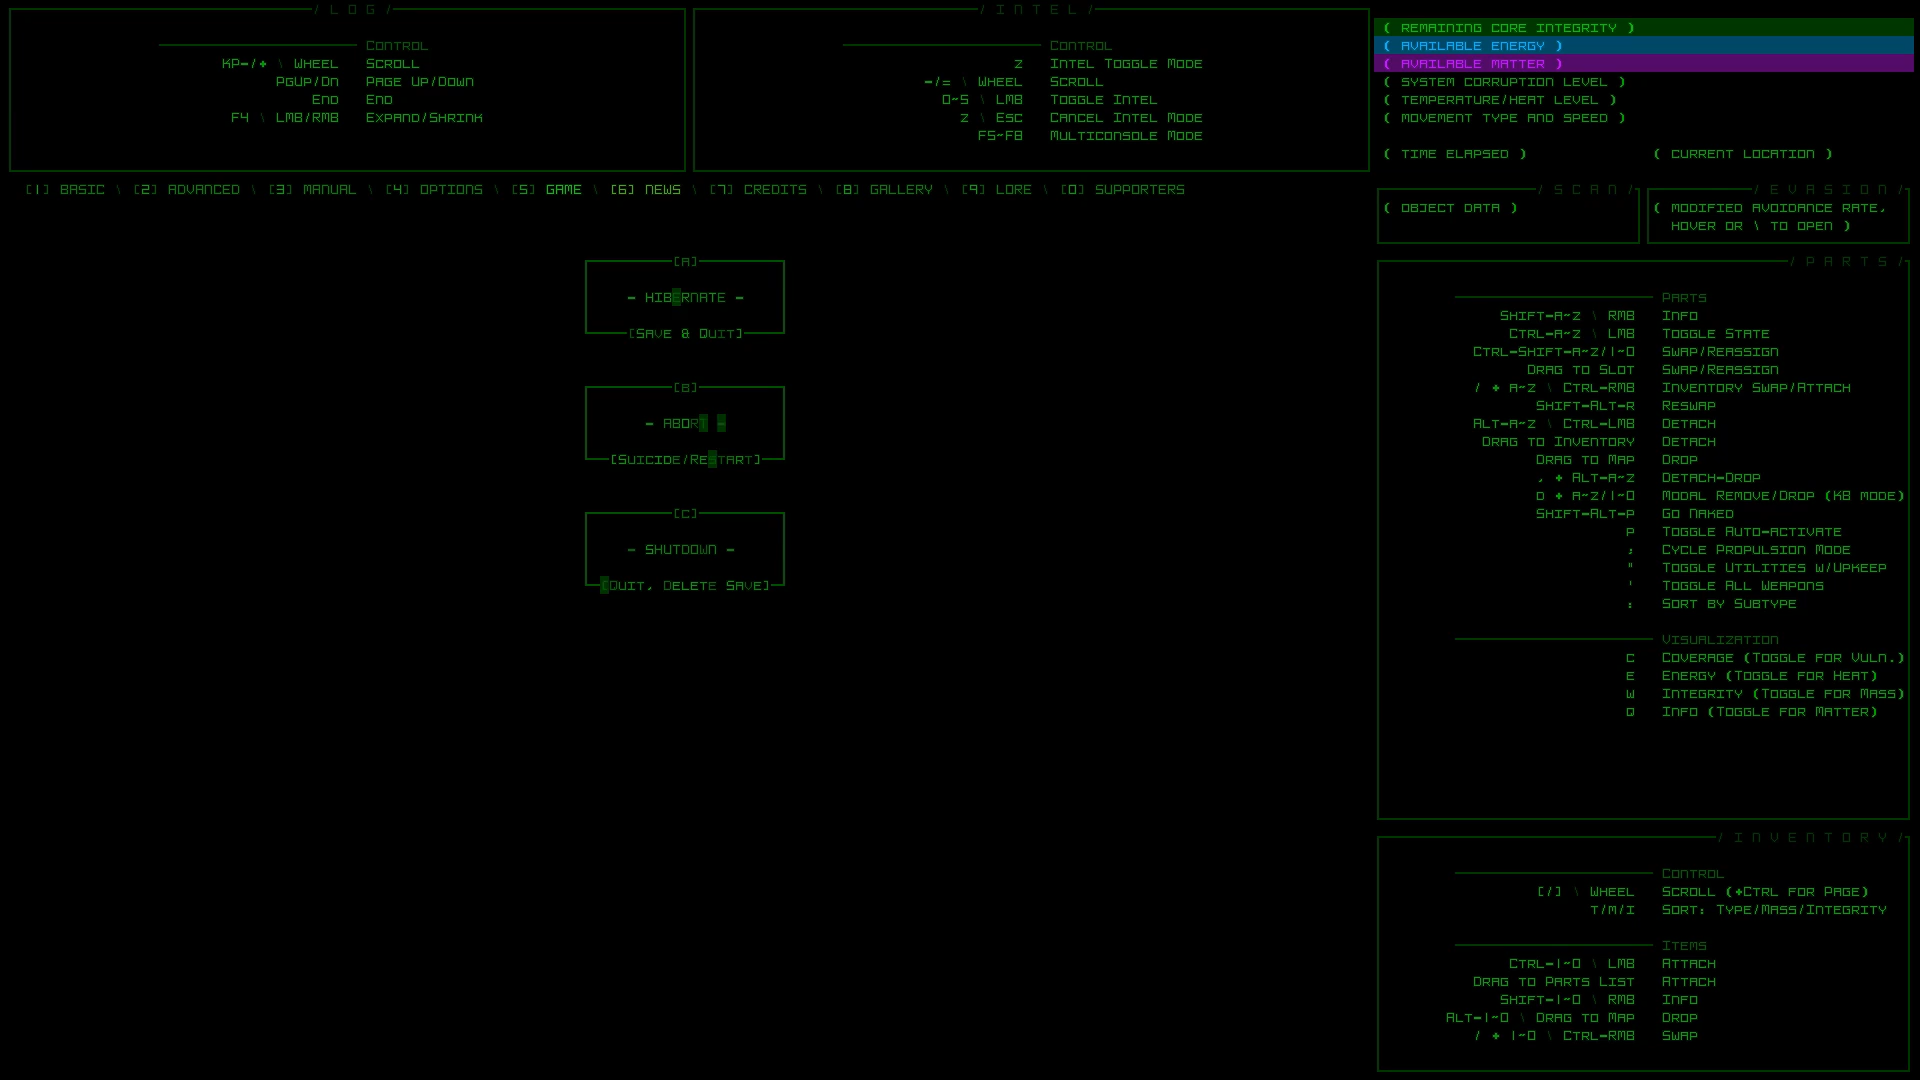 / L O G /
Control
KP-/+ \ Wheel Scroll
PgUp/Dn Page Up/Down
End End
F4 \ LMB/RMB Expand/Shrink
/ I N T E L /
Control
z Intel Toggle Mode
-/= \ Wheel Scroll
0~5 \ LMB Toggle Intel
z \ Esc Cancel Intel Mode
F5~F8 Multiconsole Mode
( Remaining Core Integrity )
( Available Energy )
( Available Matter )
( System Corruption Level )
( Temperature/Heat Level )
( Movement Type and Speed )
( Time Elapsed ) ( Current Location )
[1] Basic \ [2] Advanced \ [3] Manual \ [4] Options \ [5] Game \ [6] News \ [7] Credits \ [8] Gallery \ [9] Lore \ [0] Supporters
/ S C A N /
( Object Data )
/ E V A S I O N /
( Modified Avoidance Rate,
Hover or \ to Open )
[A]
- HIBERNATE -
[Save & Quit]
[B]
- ABORT -
[Suicide/Restart]
[C]
- SHUTDOWN -
[Quit, Delete Save]
/ P A R T S /
Parts
Shift-a~z \ RMB Info
Ctrl-a~z \ LMB Toggle State
Ctrl-Shift-a~z/1~0 Swap/Reassign
Drag to Slot Swap/Reassign
/ + a~z \ Ctrl-RMB Inventory Swap/Attach
Shift-Alt-r Reswap
Alt-a~z \ Ctrl-LMB Detach
Drag to Inventory Detach
Drag to Map Drop
, + Alt-a~z Detach-Drop
d + a~z/1~0 Modal Remove/Drop (KB mode)
Shift-Alt-p Go Naked
p Toggle Auto-activate
; Cycle Propulsion Mode
" Toggle Utilities w/Upkeep
' Toggle All Weapons
: Sort by Subtype
Visualization
c Coverage (Toggle for Vuln.)
e Energy (Toggle for Heat)
w Integrity (Toggle for Mass)
q Info (Toggle for Matter)
/ I N V E N T O R Y /
Control
[/] \ Wheel Scroll (+Ctrl for Page)
t/m/i Sort: Type/Mass/Integrity
Items
Ctrl-1~0 \ LMB Attach
Drag to Parts List Attach
Shift-1~0 \ RMB Info
Alt-1~0 \ Drag to Map Drop
/ + 1~0 \ Ctrl-RMB Swap